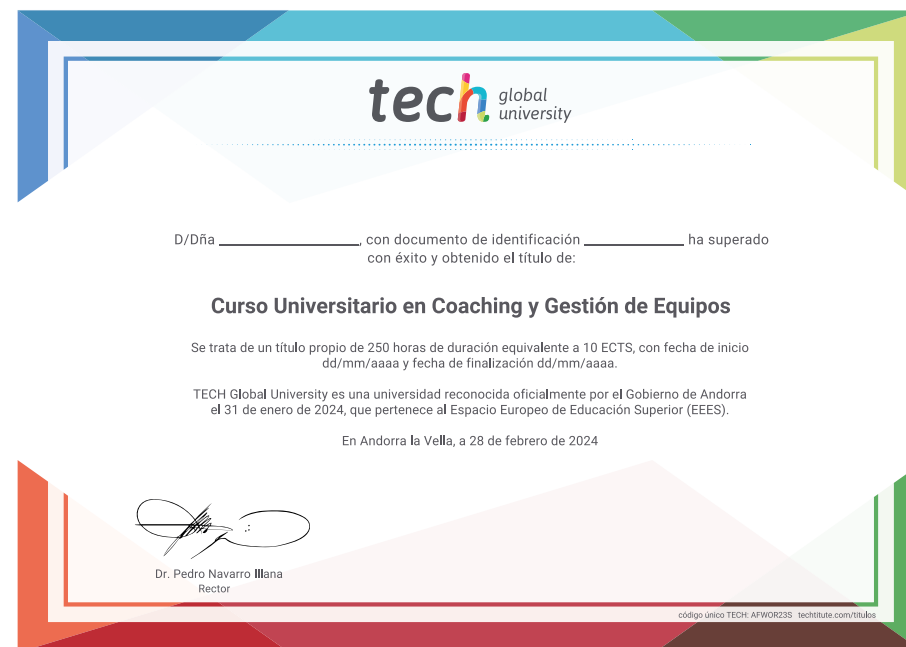 tech global
university
D/Dña ______________, con documento de identificación __________ ha superado
con éxito y obtenido el título de:
Curso Universitario en Coaching y Gestión de Equipos
Se trata de un título propio de 250 horas de duración equivalente a 10 ECTS, con fecha de inicio
dd/mm/aaaa y fecha de finalización dd/mm/aaaa.
TECH Global University es una universidad reconocida oficialmente por el Gobierno de Andorra
el 31 de enero de 2024, que pertenece al Espacio Europeo de Educación Superior (EEES).
En Andorra la Vella, a 28 de febrero de 2024
Dr. Pedro Navarro Illana
Rector
código único TECH: AFWOR23S techtitute.com/titulos